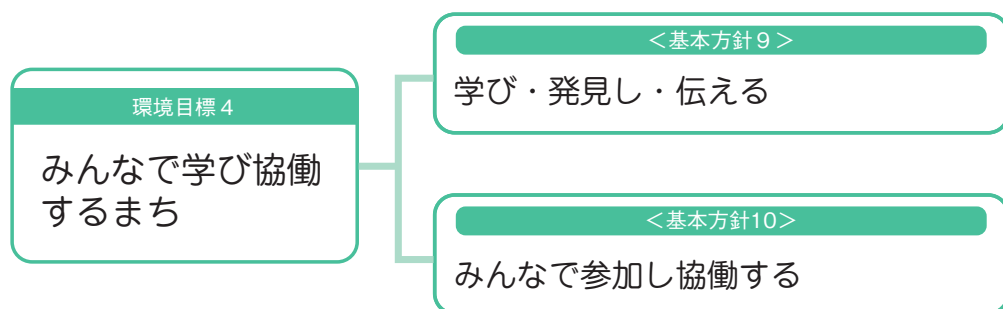 環境目標4
みんなで学び協働
するまち
<基本方針9>
学び・発見し・伝える
<基本方針10>
みんなで参加し協働する